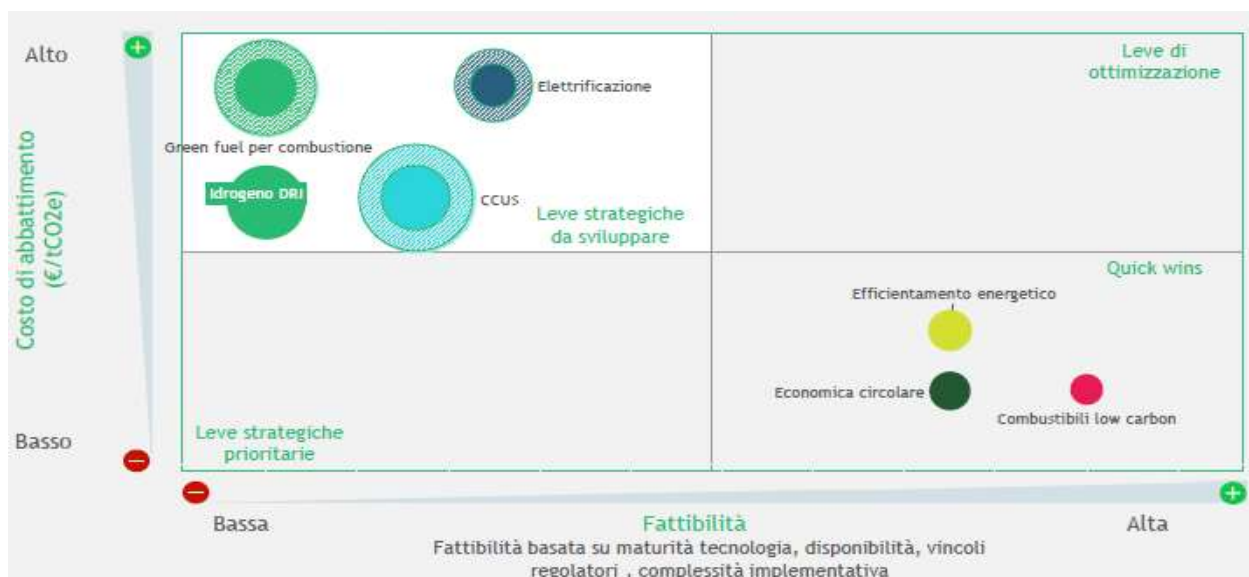 Alto
Leve di
ottimizzazione
Elettrificazione
Green fuel per combustione
Idrogeno DRI
CCUS
Leve strategiche
da sviluppare
Costo di abbattimento
(€/tCO2e)
Quick wins
Efficientamento energetico
Economica circolare
Combustibili low carbon
Leve strategiche
prioritarie
Basso
Bassa
Fattibilità
Alta
Fattibilità basata su maturità tecnologia, disponibilità, vincoli
regolatori , complessità implementativa